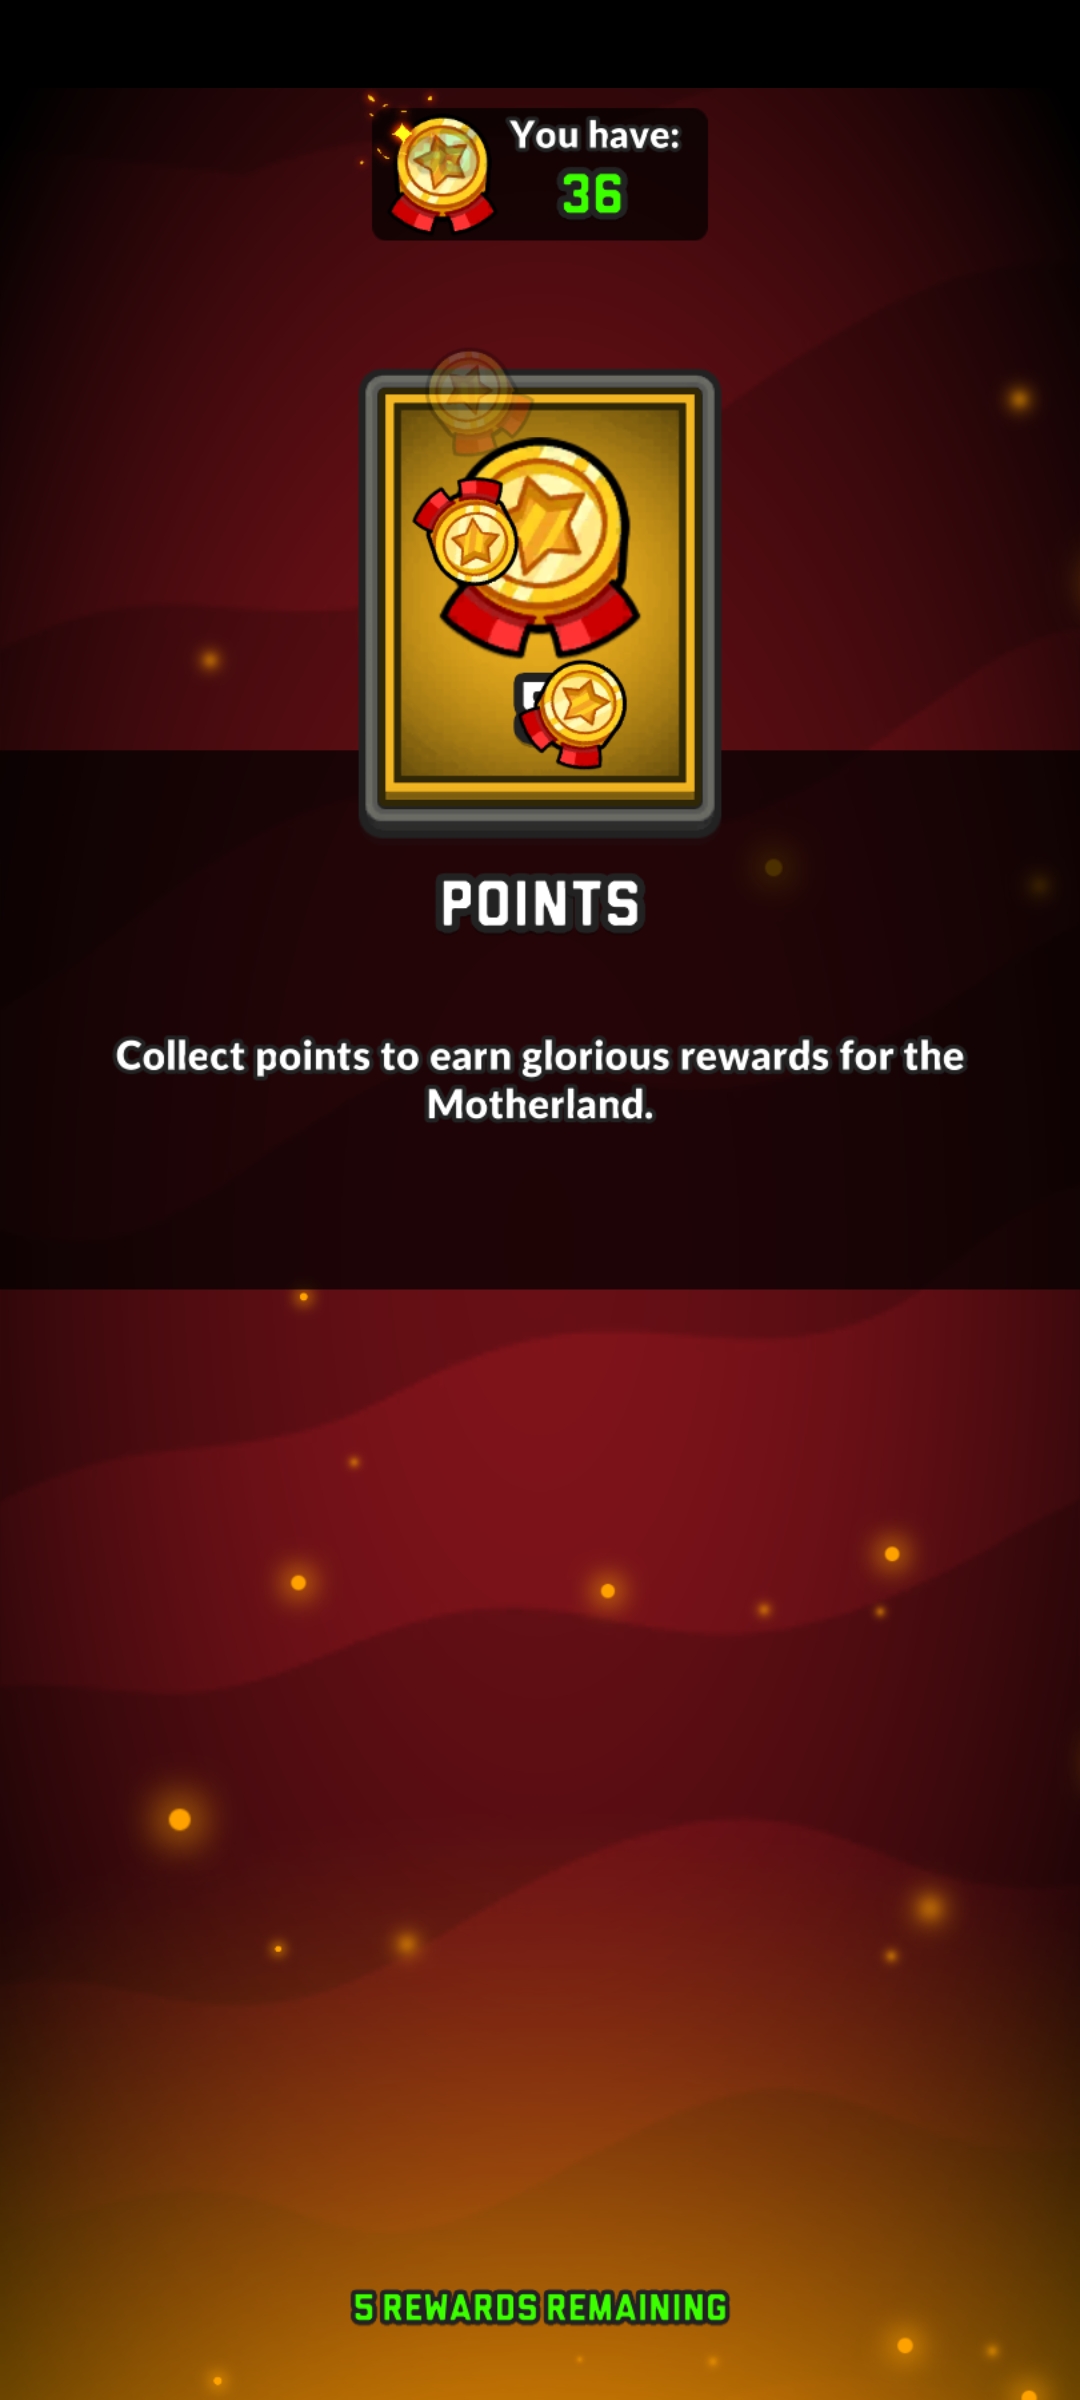 You have:
36
POINTS
Collect points to earn glorious rewards for the
Motherland.
5 REWARDS REMAINING